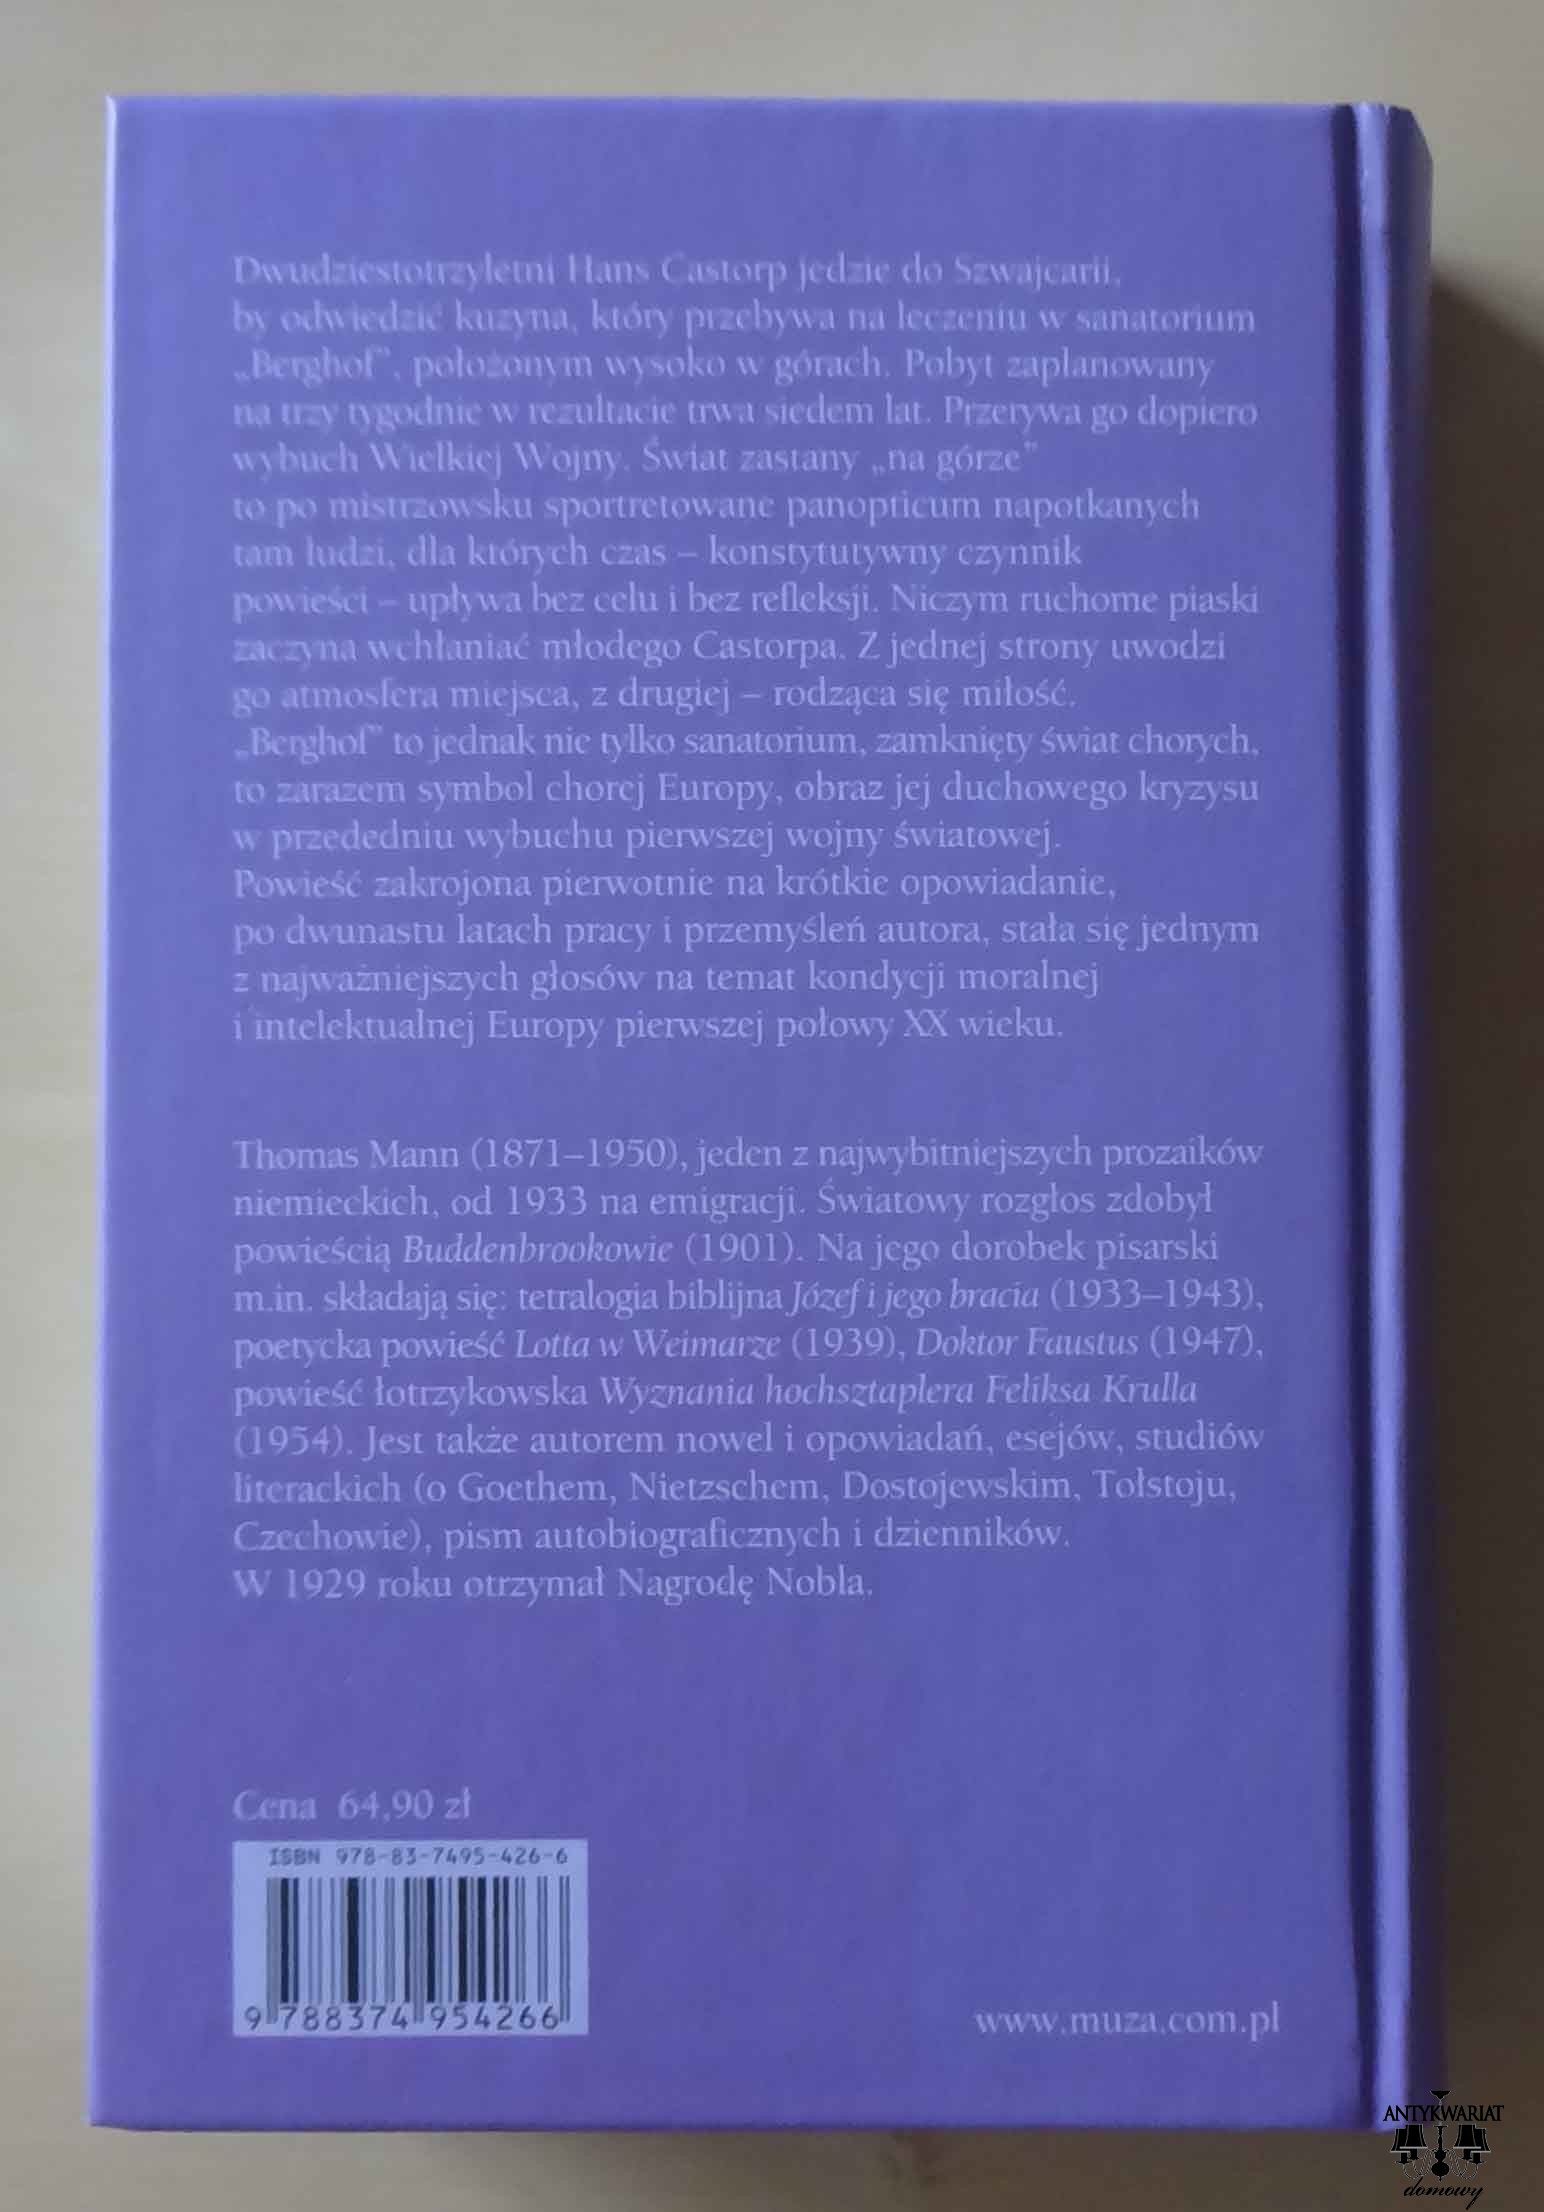 Dwudziestotrzyletni Hans Castorp jedzie do Szwajcarii,
by odwiedzić kuzyna, który przebywa na leczeniu w sanatorium
„Berghof”, położonym wysoko w górach. Pobyt zaplanowany
na trzy tygodnie w rezultacie trwa siedem lat. Przerywa go dopiero
wybuch Wielkiej Wojny. Świat zastany „na górze”
to po mistrzowsku sportretowane panopticum napotkanych
tam ludzi, dla których czas – konstytutywny czynnik
powieści – upływa bez celu i bez refleksji. Niczym ruchome piaski
zaczyna wchłaniać młodego Castorpa. Z jednej strony uwodzi
go atmosfera miejsca, z drugiej – rodząca się miłość.
„Berghof” to jednak nie tylko sanatorium, zamknięty świat chorych,
to zarazem symbol chorej Europy, obraz jej duchowego kryzysu
w przededniu wybuchu pierwszej wojny światowej.
Powieść zakrojona pierwotnie na krótkie opowiadanie,
po dwunastu latach pracy i przemyśleń autora, stała się jednym
z najważniejszych głosów na temat kondycji moralnej
i intelektualnej Europy pierwszej połowy XX wieku.
Thomas Mann (1871–1950), jeden z najwybitniejszych prozaików
niemieckich, od 1933 na emigracji. Światowy rozgłos zdobył
powieścią Buddenbrookowie (1901). Na jego dorobek pisarski
m.in. składają się: tetralogia biblijna Józef i jego bracia (1933–1943),
poetycka powieść Lotta w Weimarze (1939), Doktor Faustus (1947),
powieść łotrzykowska Wyznania hochsztaplera Feliksa Krulla
(1954). Jest także autorem nowel i opowiadań, esejów, studiów
literackich (o Goethem, Nietzschem, Dostojewskim, Tołstoju,
Czechowie), pism autobiograficznych i dzienników.
W 1929 roku otrzymał Nagrodę Nobla.
Cena 64,90 zł
ISBN 978-83-7495-426-6
9 788374 954266
www.muza.com.pl
ANTYKWARIAT
domowy